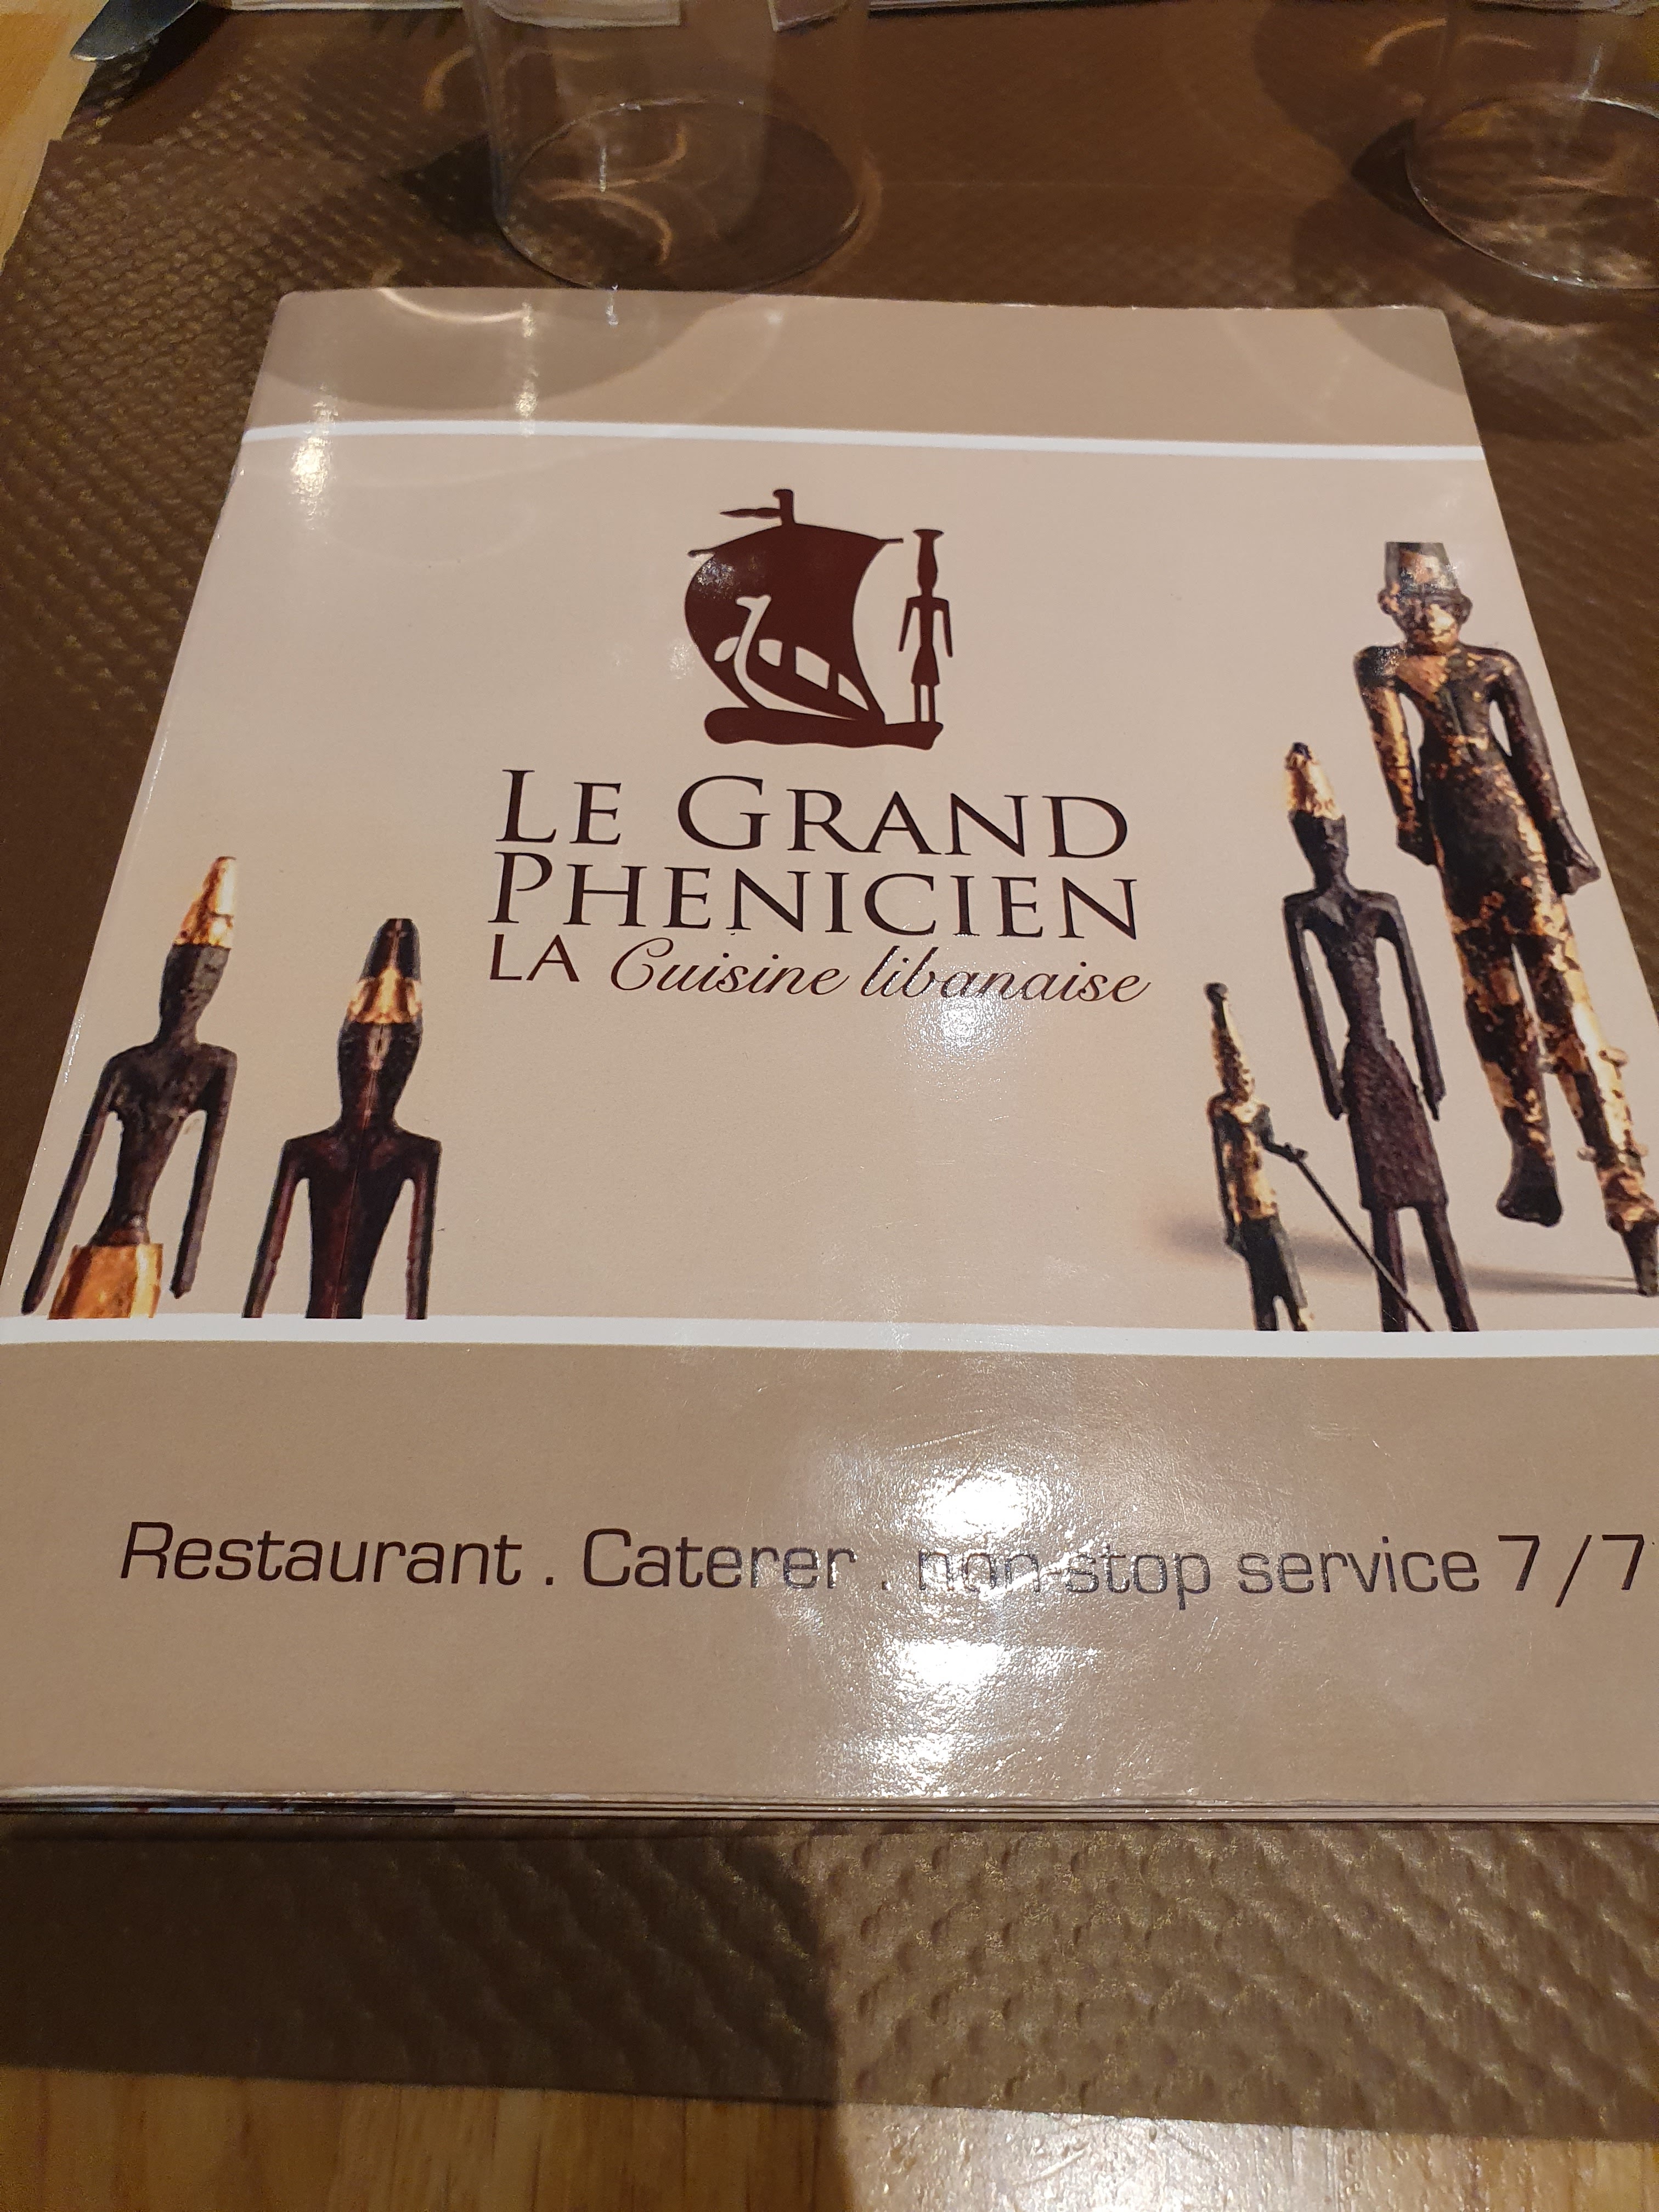 LE GRAND
PHENICIEN
LA Cuisine libanaise
Restaurant . Caterer . non-stop service 7/7